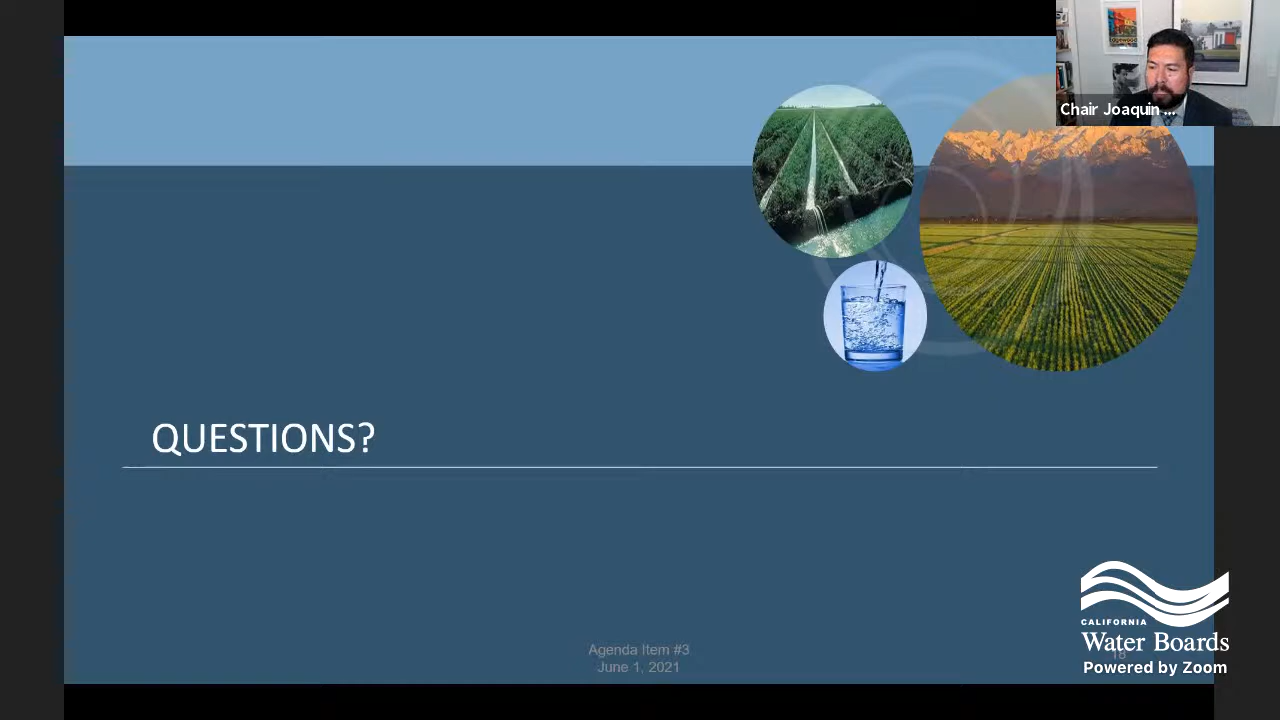 Chair Joaquin ...
QUESTIONS?
Agenda Item #3
June 1, 2021
CALIFORNIA
Water Boards
Powered by Zoom